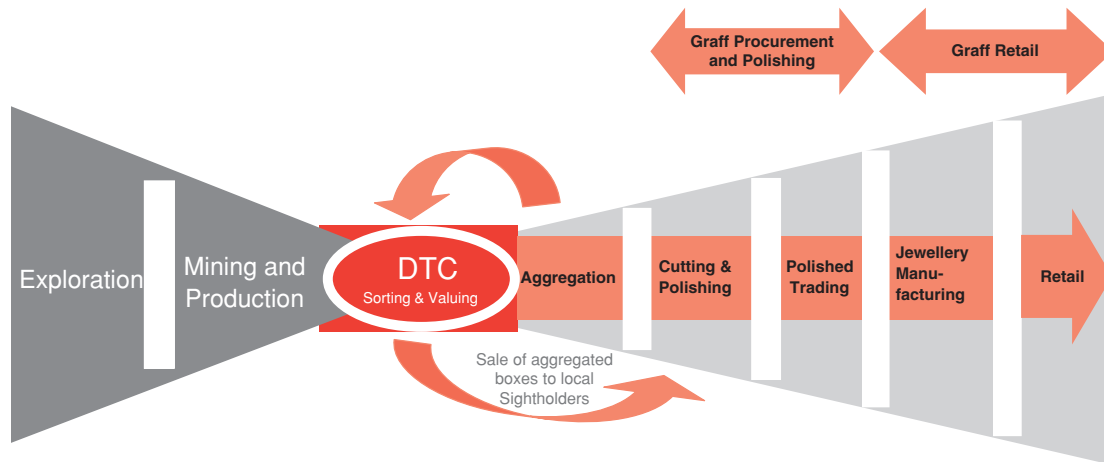 Graff Procurement
and Polishing
Graff Retail
Exploration
Mining and
Production
DTC
Sorting & Valuing
Aggregation
Cutting &
Polishing
Polished
Trading
Jewellery
Manu-
facturing
Retail
Sale of aggregated
boxes to local
Sightholders